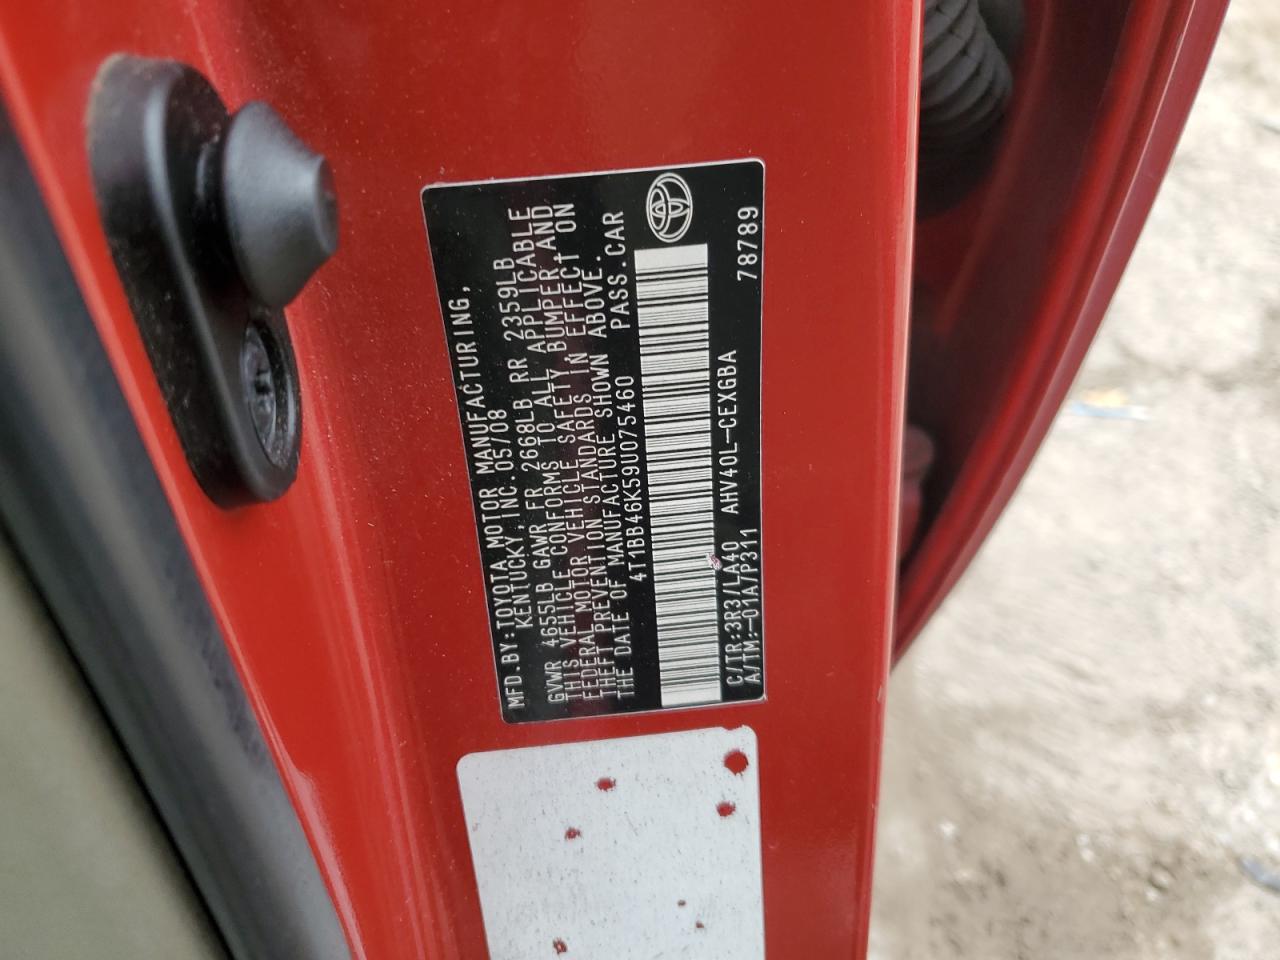 MFD.BY:TOYOTA MOTOR MANUFACTURING,
KENTUCKY, INC.05/08
GVWR 4655LB GAWR FR 2668LB RR 2359LB
THIS VEHICLE CONFORMS TO ALL APPLICABLE
FEDERAL MOTOR VEHICLE SAFETY, BUMPER, AND
THEFT PREVENTION STANDARDS IN EFFECT ON
THE DATE OF MANUFACTURE SHOWN ABOVE.
4T1BB46K59U075460 PASS.CAR
C/TR:3R3/LA40 AHV40L-CEXGBA
A/TM:-01A/P311 78789